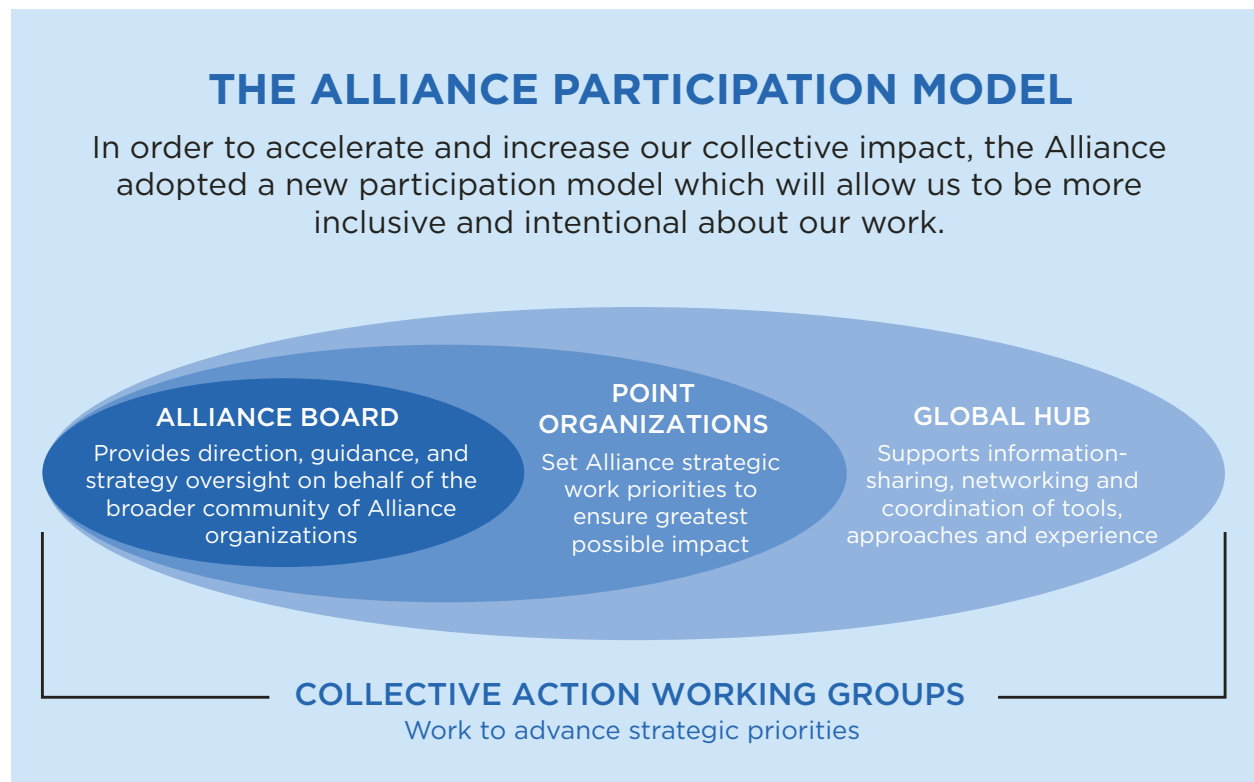 THE ALLIANCE PARTICIPATION MODEL
In order to accelerate and increase our collective impact, the Alliance
adopted a new participation model which will allow us to be more
inclusive and intentional about our work.
ALLIANCE BOARD
Provides direction, guidance, and
strategy oversight on behalf of the
broader community of Alliance
organizations
POINT
ORGANIZATIONS
Set Alliance strategic
work priorities to
ensure greatest
possible impact
GLOBAL HUB
Supports information-
sharing, networking and
coordination of tools,
approaches and experience
COLLECTIVE ACTION WORKING GROUPS
Work to advance strategic priorities